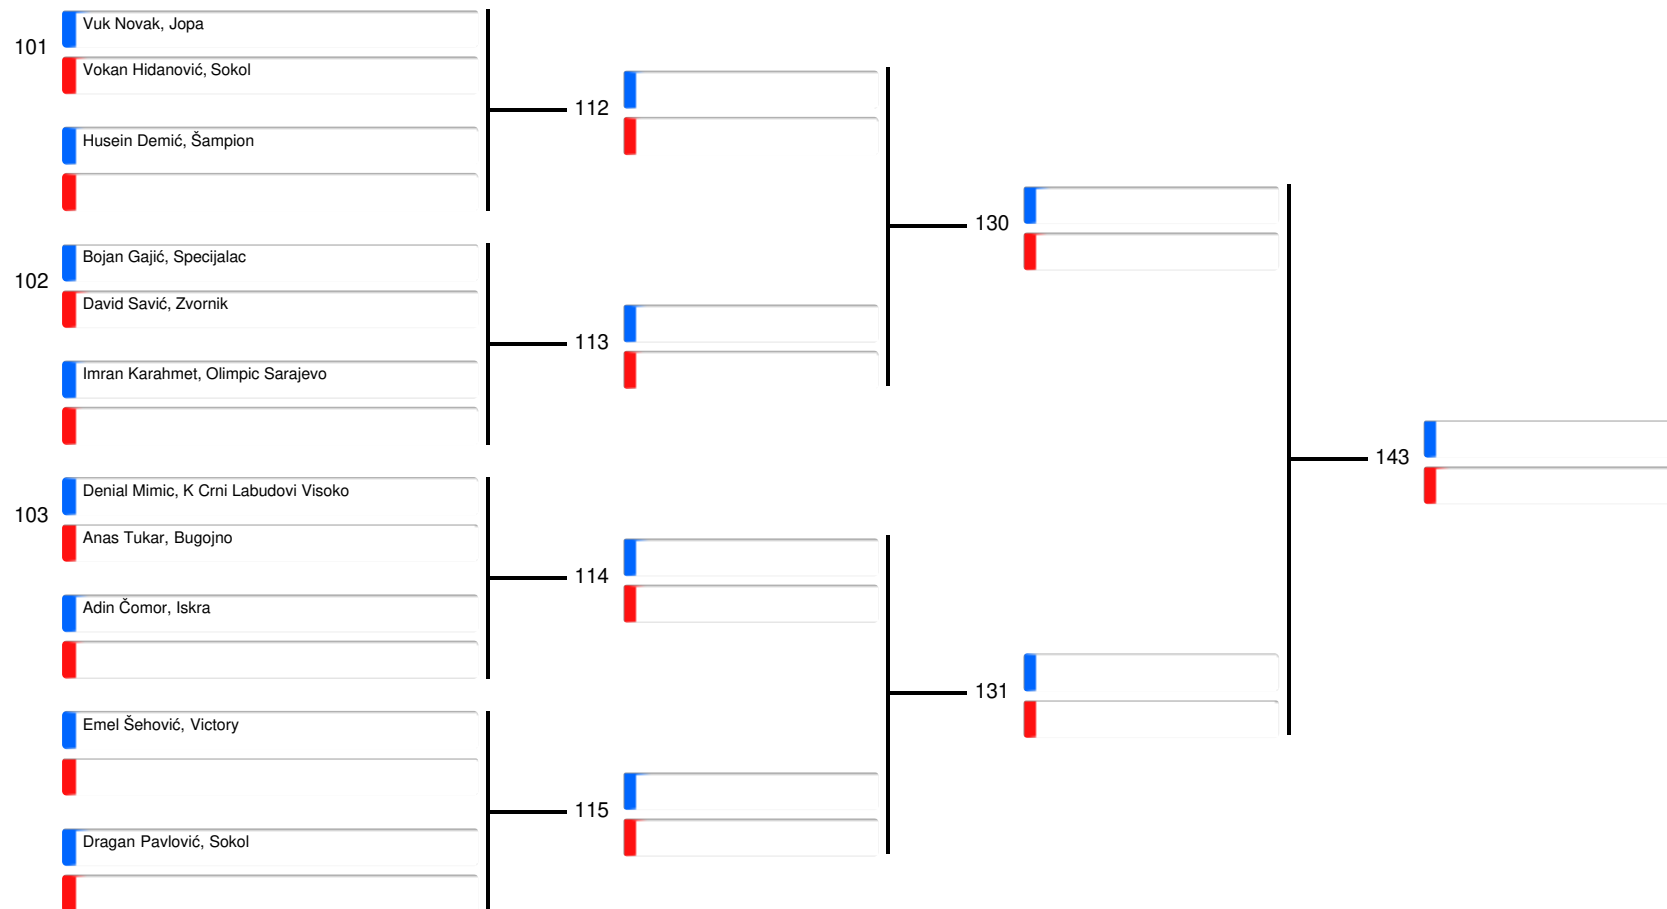 101
Vuk Novak, Jopa
Vokan Hidanović, Sokol
Husein Demić, Šampion
102
Bojan Gajić, Specijalac
David Savić, Zvornik
Imran Karahmet, Olimpic Sarajevo
103
Denial Mimic, K Crni Labudovi Visoko
Anas Tukar, Bugojno
Adin Čomor, Iskra
Emel Šehović, Victory
Dragan Pavlović, Sokol
112
113
114
115
130
131
143